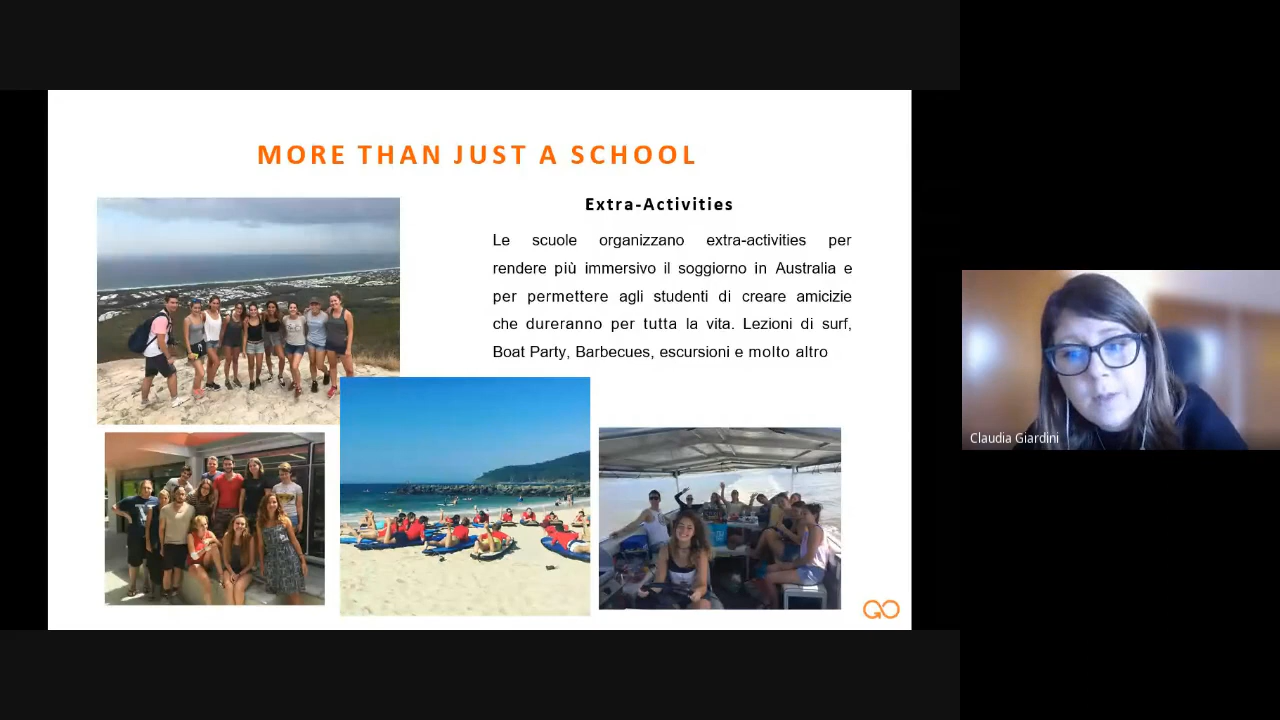 MORE THAN JUST A SCHOOL
Extra-Activities
Le scuole organizzano extra-activities per
rendere più immersivo il soggiorno in Australia e
per permettere agli studenti di creare amicizie
che dureranno per tutta la vita. Lezioni di surf,
Boat Party, Barbecues, escursioni e molto altro
GO
Claudia Giardini